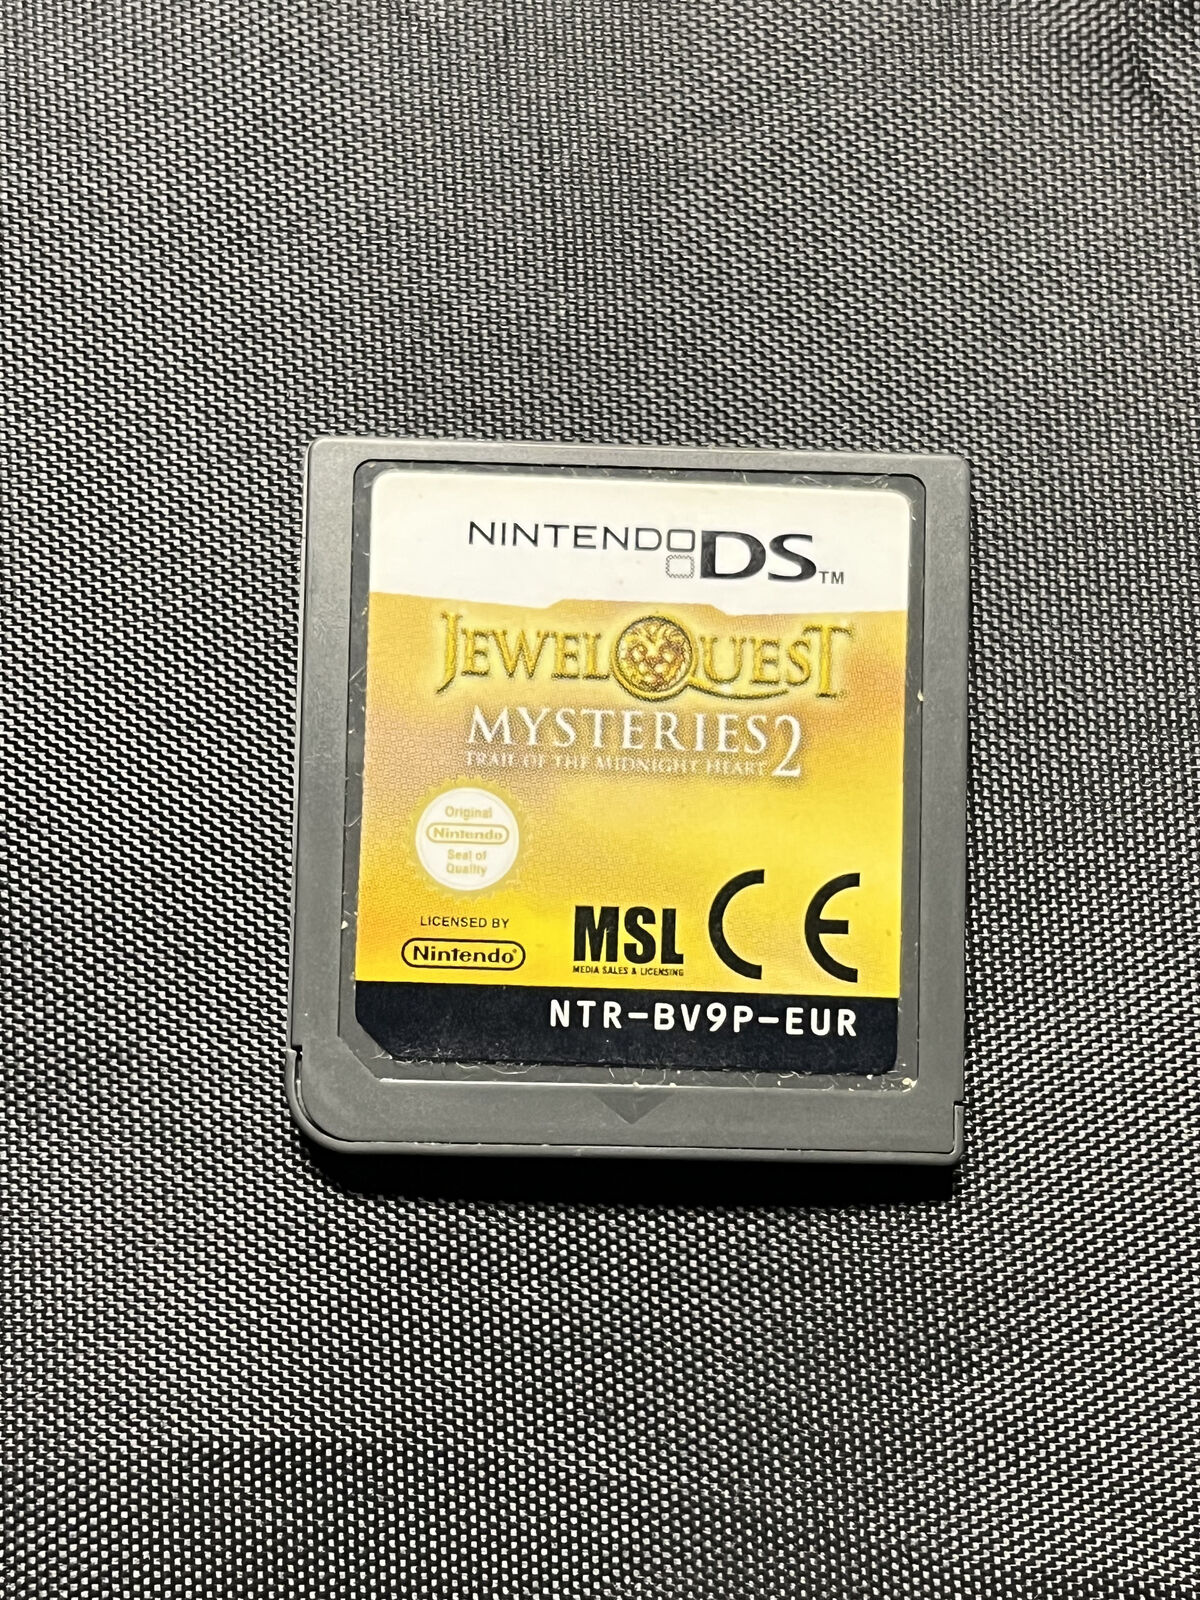 NINTENDO DS™
JEWEL QUEST
MYSTERIES 2
TRAIL OF THE MIDNIGHT HEART
Original
Nintendo
Seal of
Quality
LICENSED BY
Nintendo®
MSL
MEDIA SALES & LICENSING
CE
NTR-BV9P-EUR